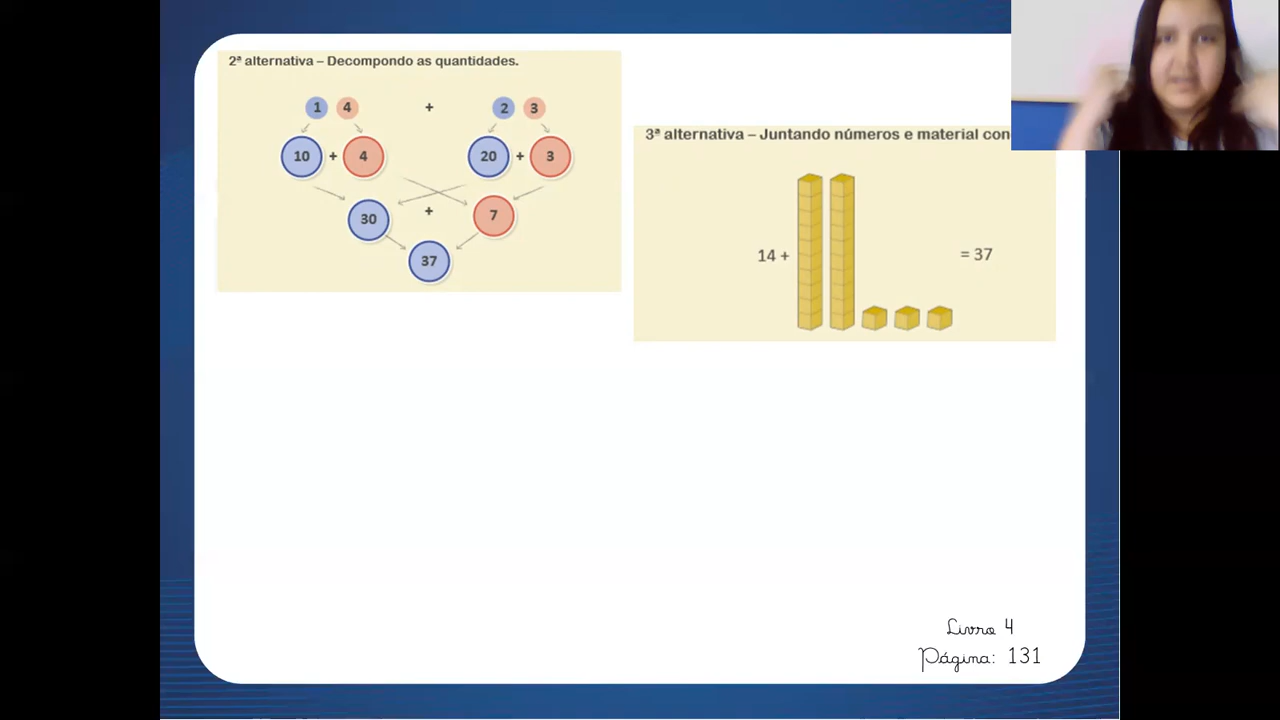 2ª alternativa – Decompondo as quantidades.
1 4 + 2 3
10 + 4 20 + 3
30 + 7
37
3ª alternativa – Juntando números e material con
14 + = 37
Livro 4
Página: 131